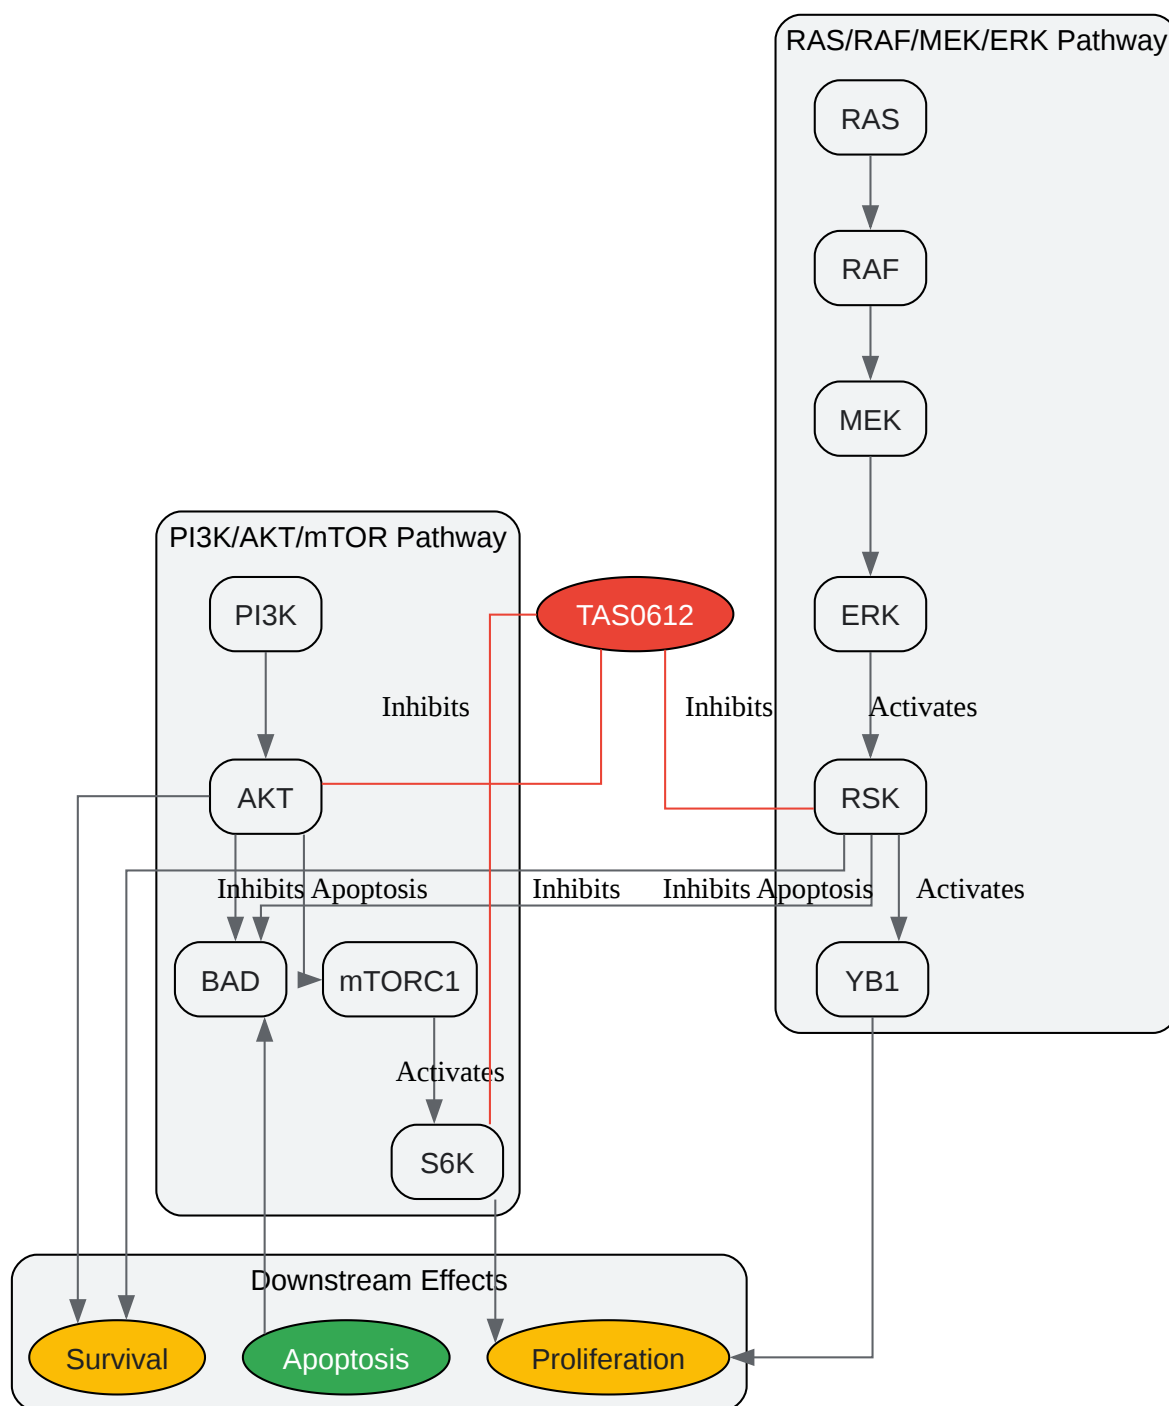 RAS/RAF/MEK/ERK Pathway
RAS
RAF
MEK
PI3K/AKT/mTOR Pathway
PI3K
TAS0612
ERK
Inhibits
Inhibits
Activates
AKT
RSK
Inhibits Apoptosis
Inhibits
Inhibits Apoptosis
Activates
BAD
mTORC1
YB1
Activates
S6K
Downstream Effects
Survival
Apoptosis
Proliferation